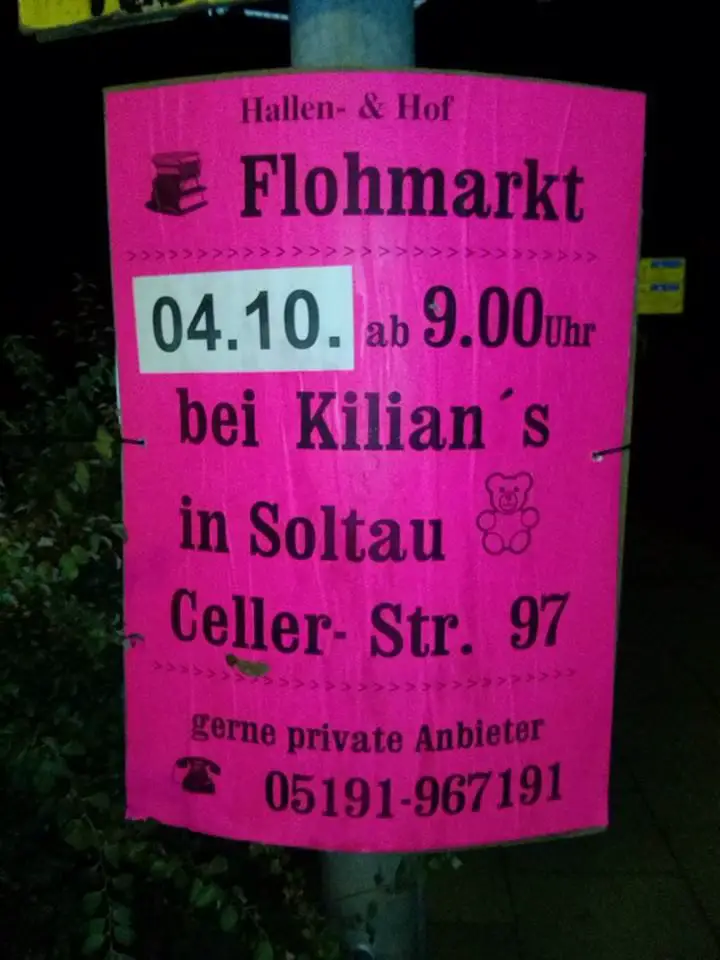 Hallen- & Hof
Flohmarkt
>>>>>>>>>>>>>>>>>>>>>>>>>>>>
04.10. ab 9.00Uhr
bei Kilian´s
in Soltau
Celler- Str. 97
>>>>>>>>>>>>>>>>>>>>>>>>>>>>
gerne private Anbieter
05191-967191